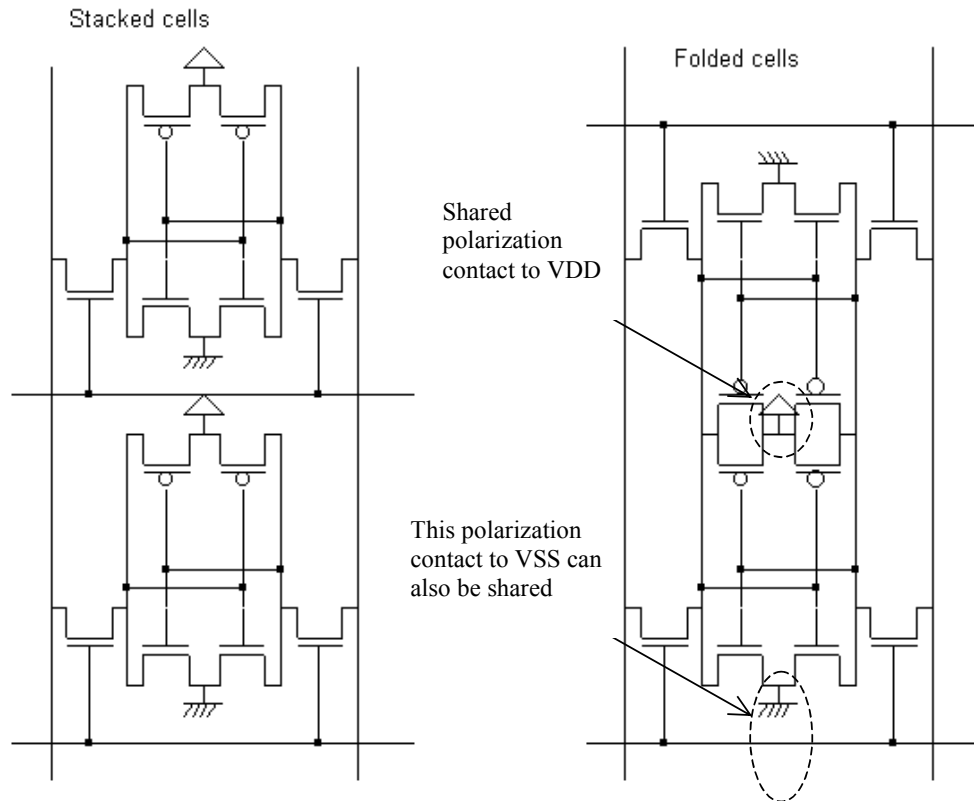 Stacked cells
Folded cells
Shared
polarization
contact to VDD
This polarization
contact to VSS can
also be shared